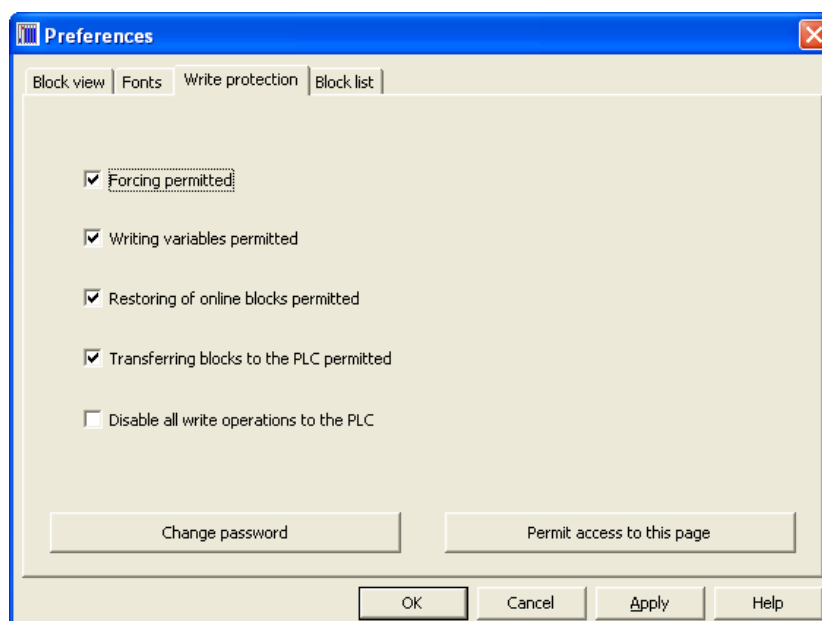 Preferences
Block view Fonts Write protection Block list
Forcing permitted
Writing variables permitted
Restoring of online blocks permitted
Transferring blocks to the PLC permitted
Disable all write operations to the PLC
Change password Permit access to this page
OK Cancel Apply Help